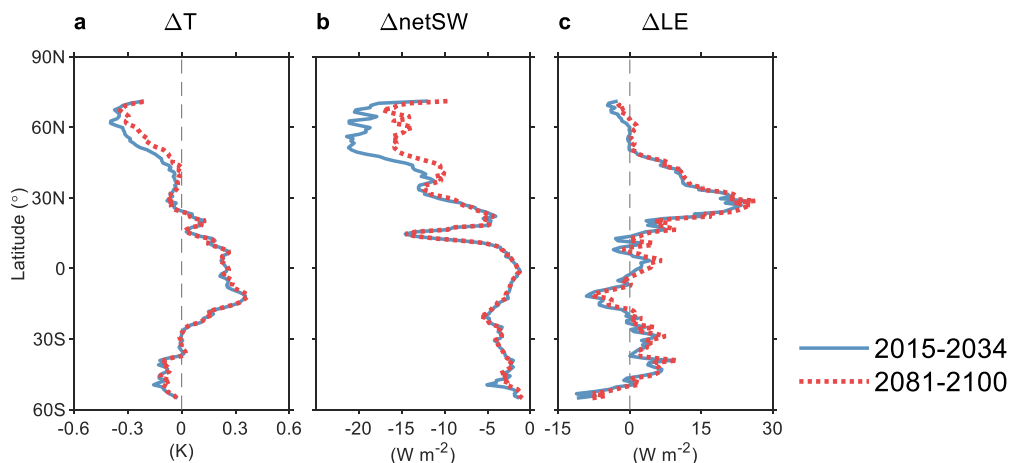 a ΔT b ΔnetSW c ΔLE
90N
60N
30N
0
30S
60S
Latitude (°)
-0.6 -0.3 0 0.3 0.6
(K)
-20 -15 -10 -5 0
(W m-2)
-15 0 15 30
(W m-2)
2015-2034
2081-2100